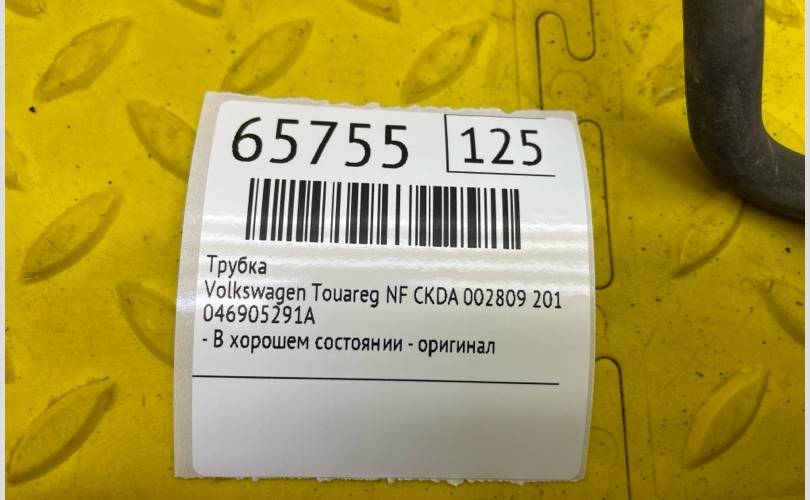 65755 125
Трубка
Volkswagen Touareg NF CKDA 002809 201
046905291A
- В хорошем состоянии - оригинал